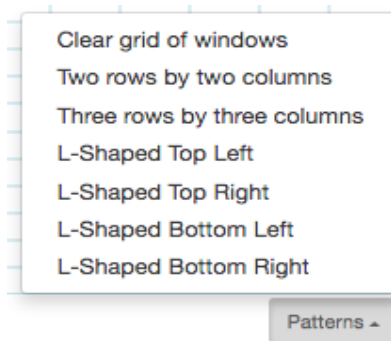 Clear grid of windows
Two rows by two columns
Three rows by three columns
L-Shaped Top Left
L-Shaped Top Right
L-Shaped Bottom Left
L-Shaped Bottom Right
Patterns